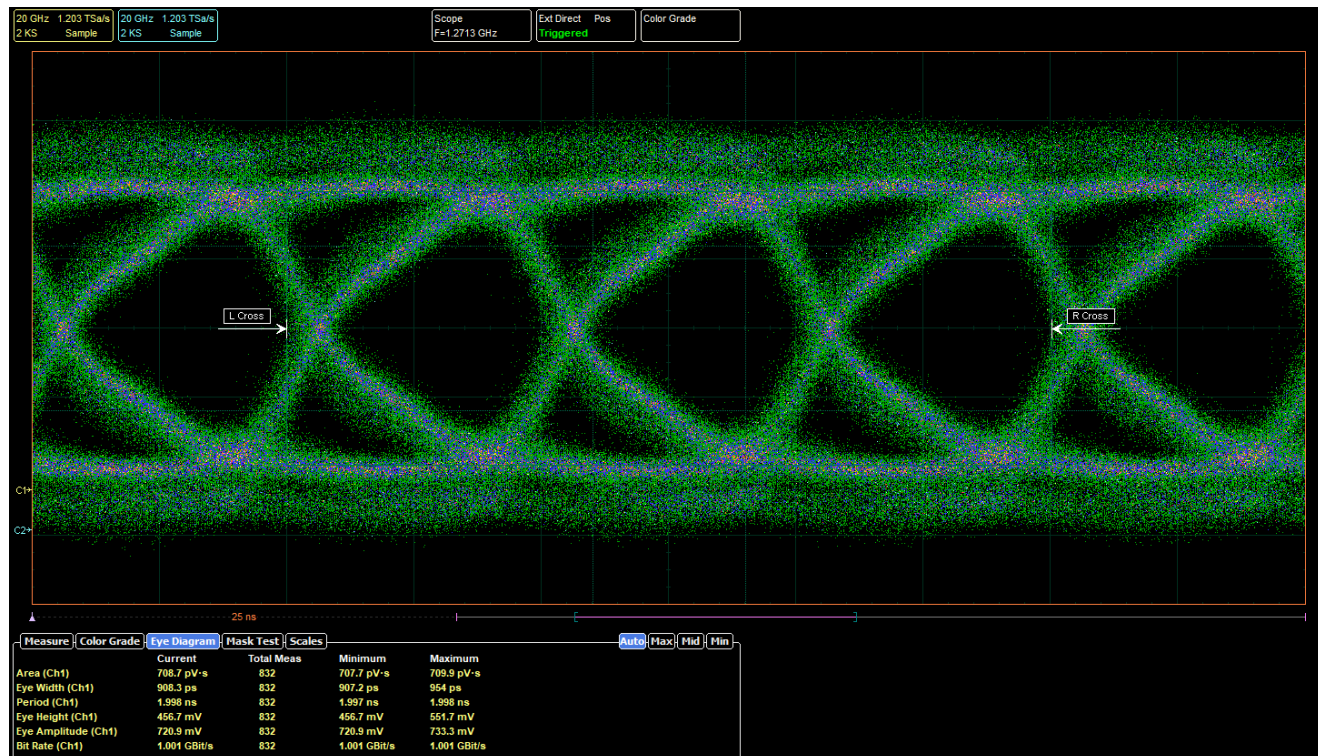 20 GHz 1.203 TSa/s
2 KS Sample
20 GHz 1.203 TSa/s
2 KS Sample
Scope
F=1.2713 GHz
Ext Direct Pos
Triggered
Color Grade
L Cross
R Cross
C1
C2
25 ns
Measure Color Grade Eye Diagram Mask Test Scales Auto Max Mid Min
Current Total Meas Minimum Maximum
Area (Ch1) 708.7 pV·s 832 707.7 pV·s 709.9 pV·s
Eye Width (Ch1) 908.3 ps 832 907.2 ps 954 ps
Period (Ch1) 1.998 ns 832 1.997 ns 1.998 ns
Eye Height (Ch1) 456.7 mV 832 456.7 mV 551.7 mV
Eye Amplitude (Ch1) 720.9 mV 832 720.9 mV 733.3 mV
Bit Rate (Ch1) 1.001 GBit/s 832 1.001 GBit/s 1.001 GBit/s